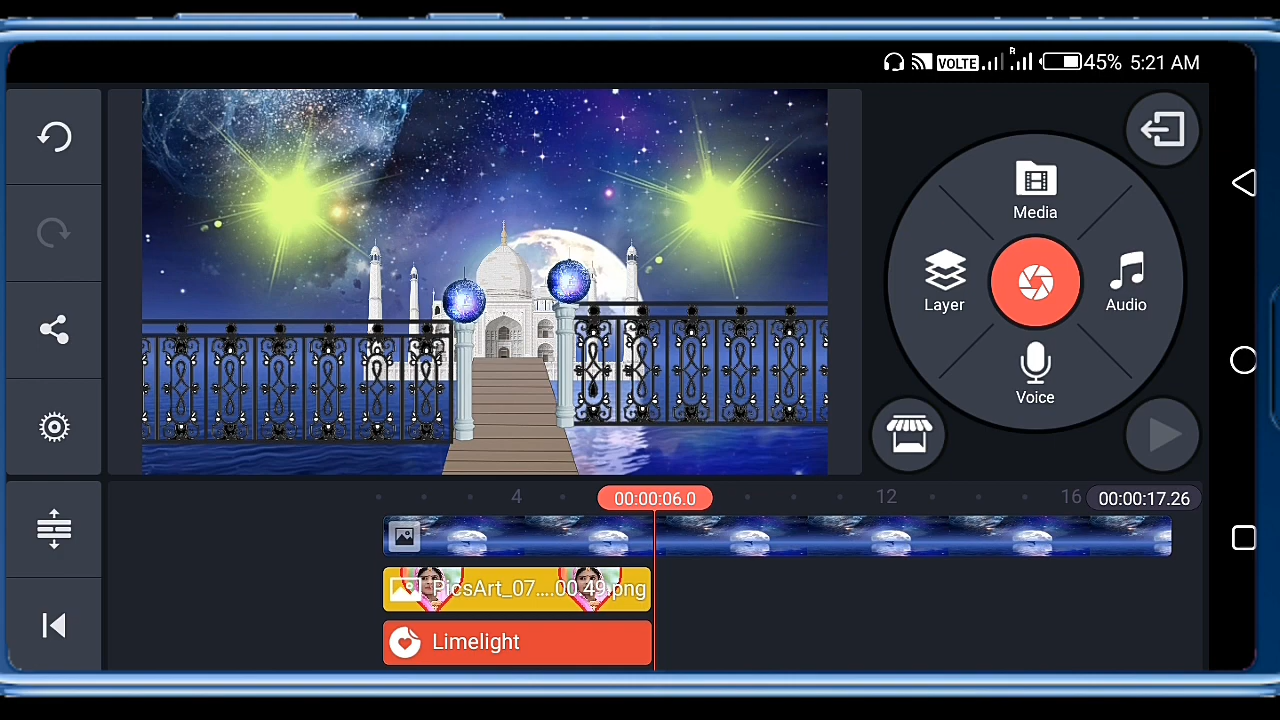 R
VOLTE 45% 5:21 AM
Media
Layer
Audio
Voice
4 00:00:06.0 12 16 00:00:17.26
PicsArt_07....00.49.png
Limelight